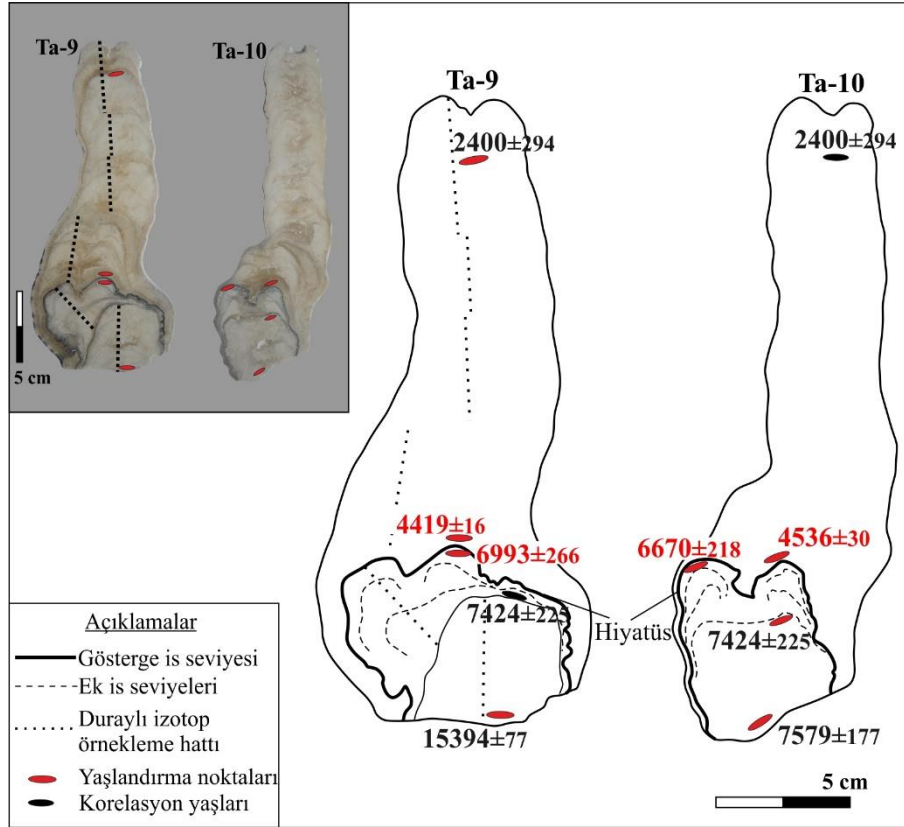 Ta-9
Ta-10
5 cm
Ta-9
Ta-10
2400±294
2400±294
4419±16
6993±266
6670±218
4536±30
7424±225
Hiyatüs
7424±225
15394±77
7579±177
5 cm
Açıklamalar
Gösterge is seviyesi
Ek is seviyeleri
Duraylı izotop
örnekleme hattı
Yaşlandırma noktaları
Korelasyon yaşları